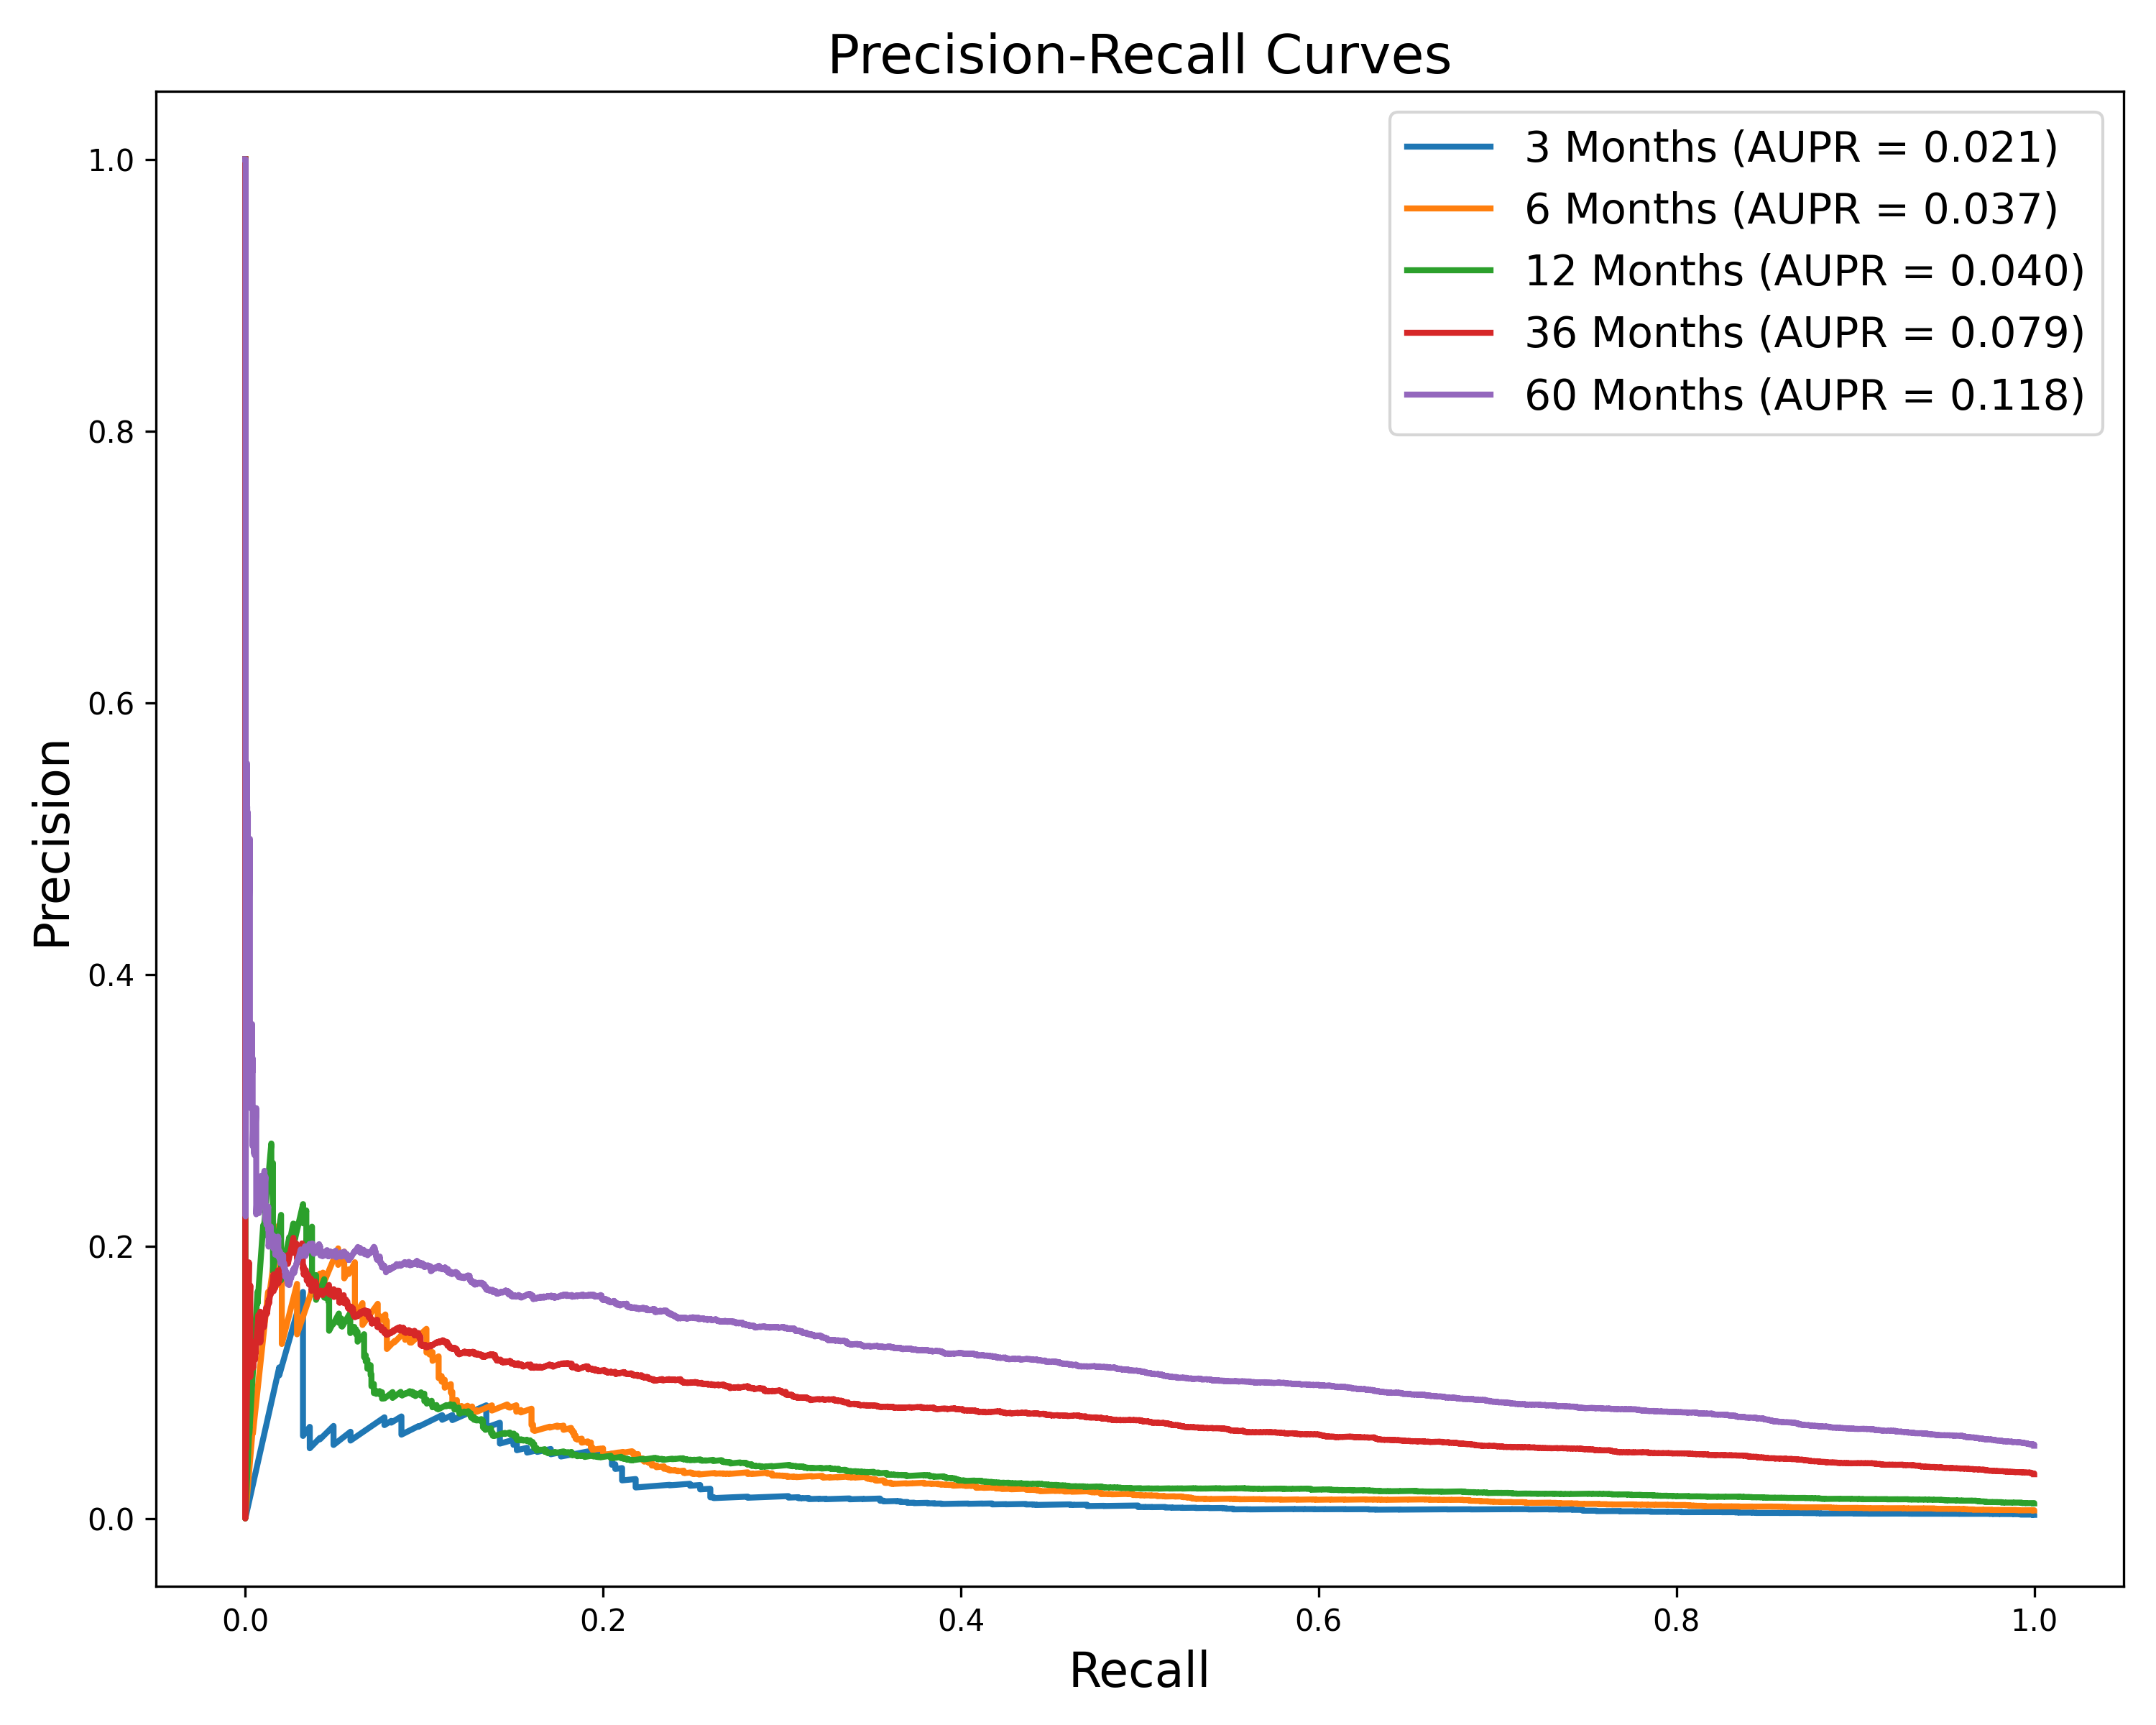 Precision-Recall Curves
3 Months (AUPR = 0.021)
6 Months (AUPR = 0.037)
12 Months (AUPR = 0.040)
36 Months (AUPR = 0.079)
60 Months (AUPR = 0.118)
Precision
1.0
0.8
0.6
0.4
0.2
0.0
0.0 0.2 0.4 0.6 0.8 1.0
Recall